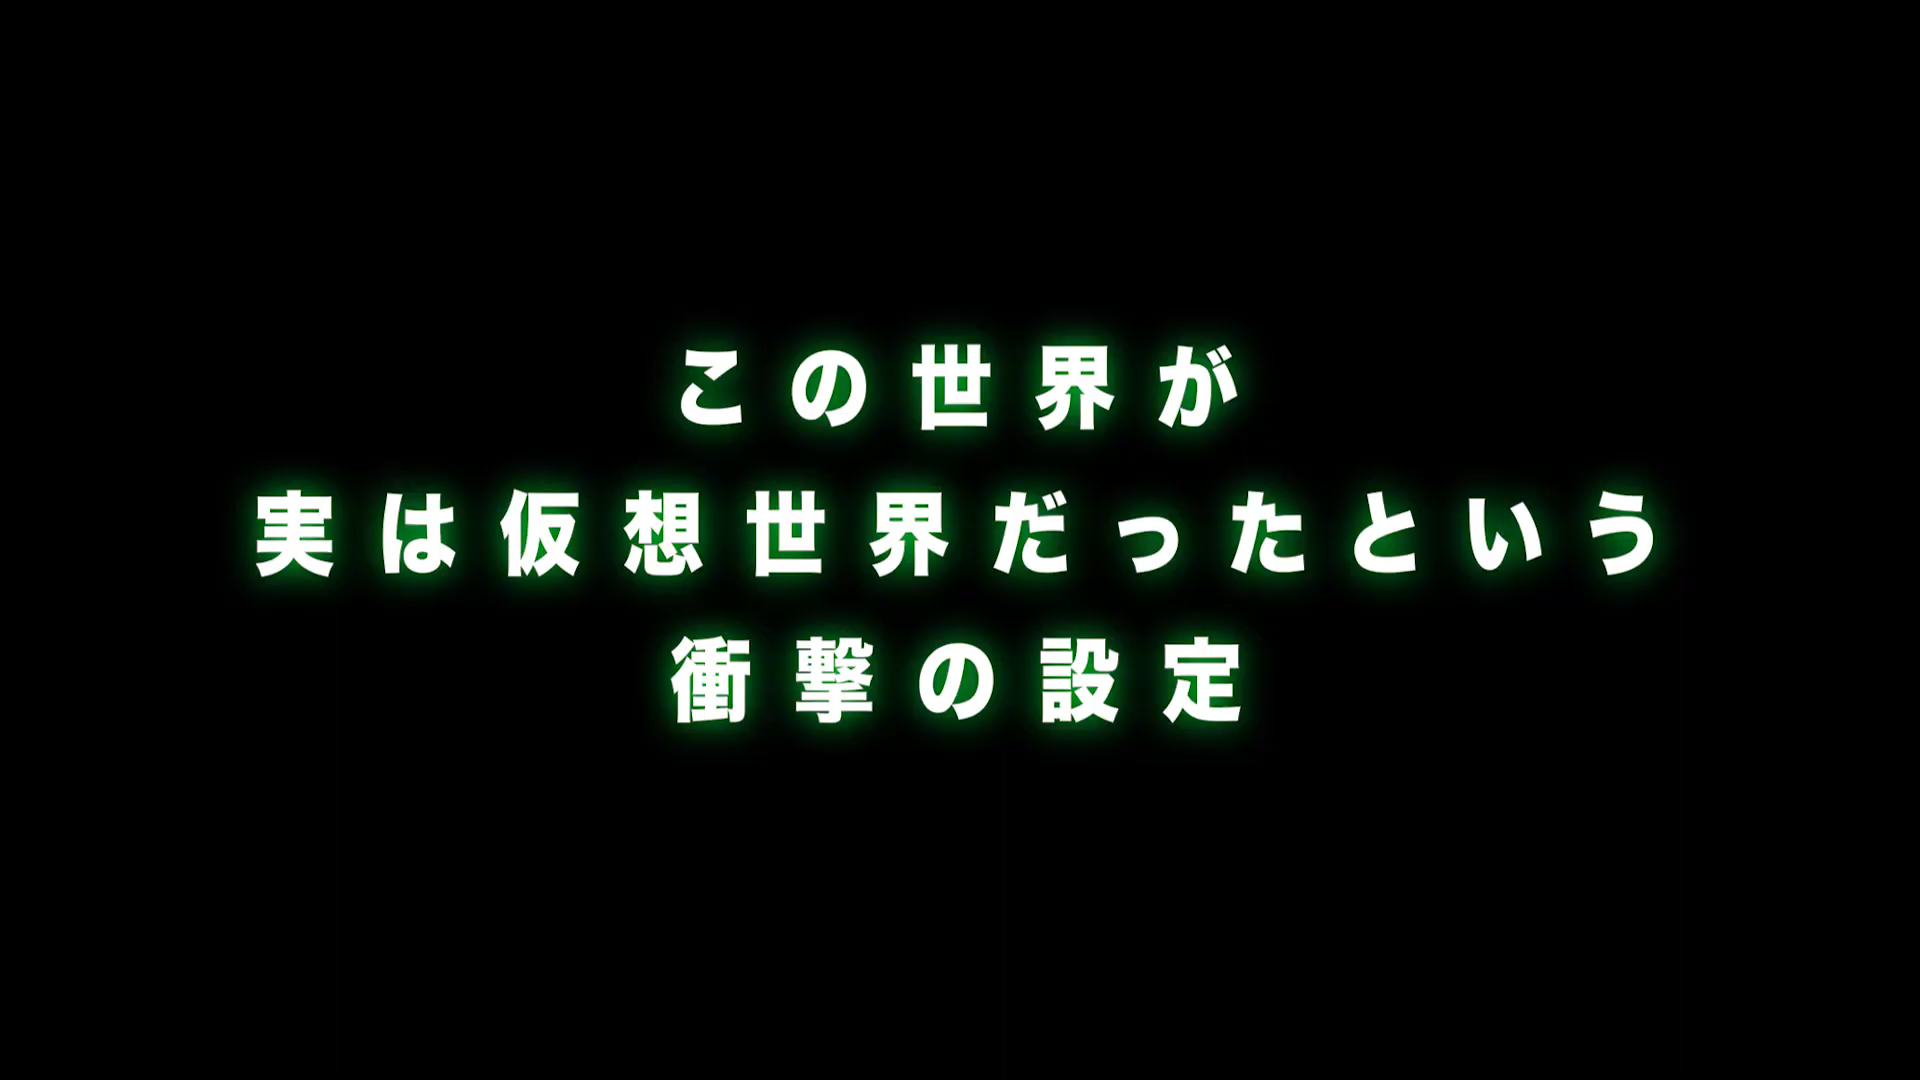 この世界が
実は仮想世界だったという
衝撃の設定